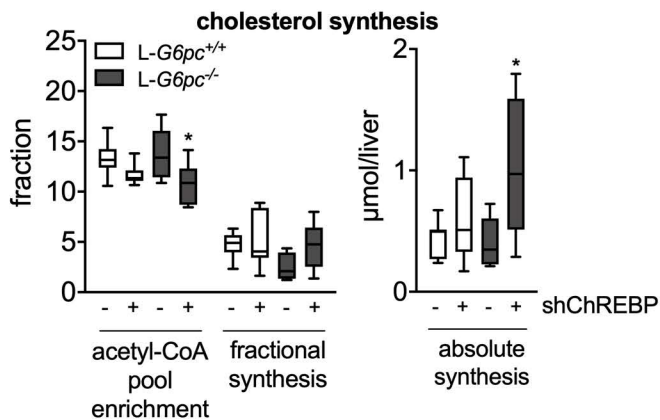 cholesterol synthesis
25
20
15
10
5
0
fraction
L-G6pc+/+
L-G6pc-/-
*
- + - + - + - +
acetyl-CoA
pool
enrichment
fractional
synthesis
2
1
0
µmol/liver
*
- + - + shChREBP
absolute
synthesis